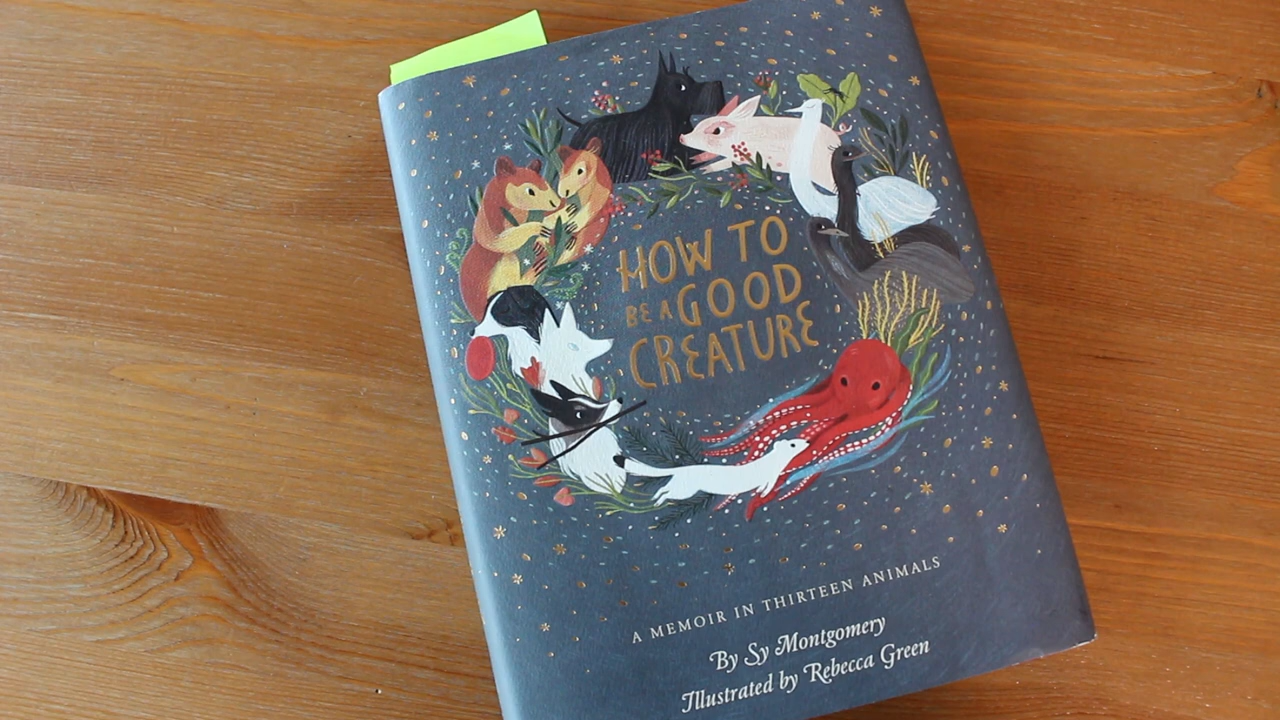 HOW TO
BE A GOOD
CREATURE
A MEMOIR IN THIRTEEN ANIMALS
By Sy Montgomery
Illustrated by Rebecca Green